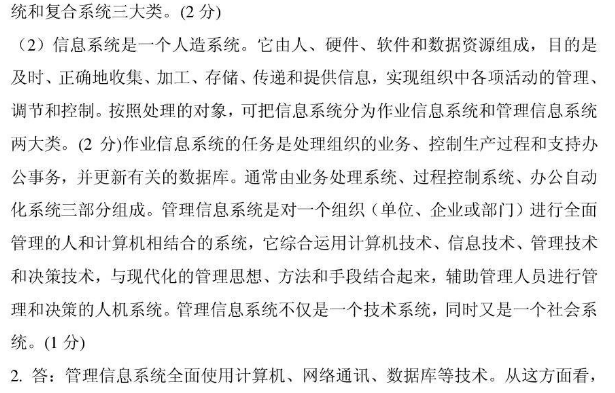 统和复合系统三大类。(2 分)
（2）信息系统是一个人造系统。它由人、硬件、软件和数据资源组成，目的是
及时、正确地收集、加工、存储、传递和提供信息，实现组织中各项活动的管理、
调节和控制。按照处理的对象，可把信息系统分为作业信息系统和管理信息系统
两大类。(2 分)作业信息系统的任务是处理组织的业务、控制生产过程和支持办
公事务，并更新有关的数据库。通常由业务处理系统、过程控制系统、办公自动
化系统三部分组成。管理信息系统是对一个组织（单位、企业或部门）进行全面
管理的人和计算机相结合的系统，它综合运用计算机技术、信息技术、管理技术
和决策技术，与现代化的管理思想、方法和手段结合起来，辅助管理人员进行管
理和决策的人机系统。管理信息系统不仅是一个技术系统，同时又是一个社会系
统。(1 分)
2. 答：管理信息系统全面使用计算机、网络通讯、数据库等技术。从这方面看，